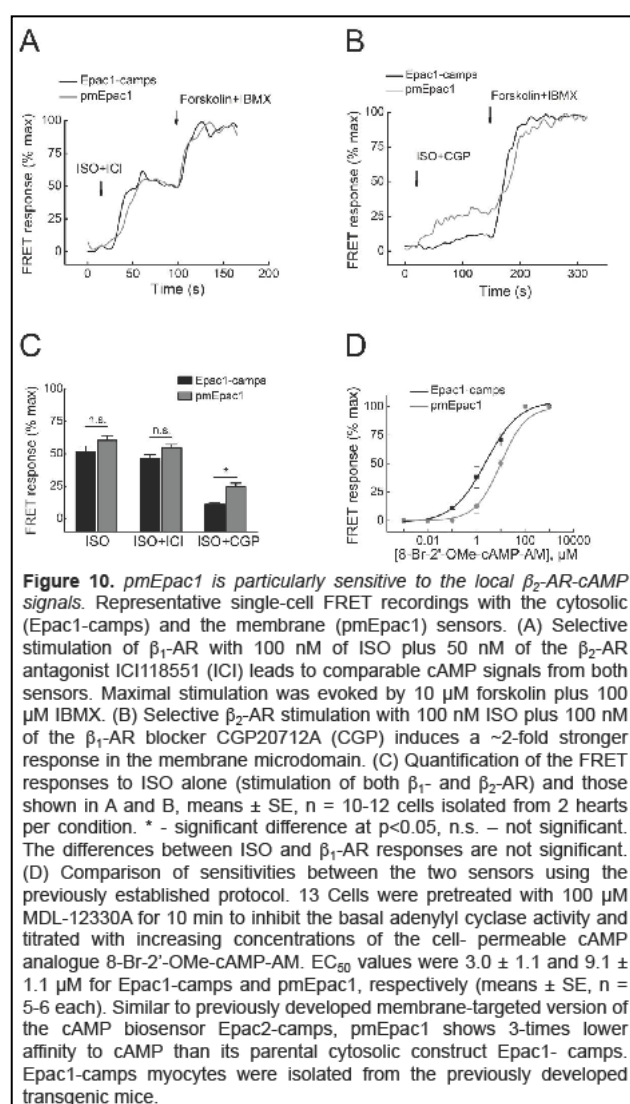 A
B
Epac1-camps
pmEpac1
Forskolin+IBMX
ISO+ICI
FRET response (% max)
100
75
50
25
0
0 50 100 150 200
Time (s)
Epac1-camps
pmEpac1
Forskolin+IBMX
ISO+CGP
FRET response (% max)
100
75
50
25
0
0 100 200 300
Time (s)
C
D
Epac1-camps
pmEpac1
FRET response (% max)
100
75
50
25
0
n.s.
n.s.
*
ISO ISO+ICI ISO+CGP
Epac1-camps
pmEpac1
FRET response (% max)
100
75
50
25
0
0.01 1 100 10000
[8-Br-2'-OMe-cAMP-AM], µM
Figure 10. pmEpac1 is particularly sensitive to the local β₂-AR-cAMP
signals. Representative single-cell FRET recordings with the cytosolic
(Epac1-camps) and the membrane (pmEpac1) sensors. (A) Selective
stimulation of β₁-AR with 100 nM of ISO plus 50 nM of the β₂-AR
antagonist ICI118551 (ICI) leads to comparable cAMP signals from both
sensors. Maximal stimulation was evoked by 10 µM forskolin plus 100
µM IBMX. (B) Selective β₂-AR stimulation with 100 nM ISO plus 100 nM
of the β₁-AR blocker CGP20712A (CGP) induces a ~2-fold stronger
response in the membrane microdomain. (C) Quantification of the FRET
responses to ISO alone (stimulation of both β₁- and β₂-AR) and those
shown in A and B, means ± SE, n = 10-12 cells isolated from 2 hearts
per condition. * - significant difference at p<0.05, n.s. – not significant.
The differences between ISO and β₁-AR responses are not significant.
(D) Comparison of sensitivities between the two sensors using the
previously established protocol. 13 Cells were pretreated with 100 µM
MDL-12330A for 10 min to inhibit the basal adenylyl cyclase activity and
titrated with increasing concentrations of the cell- permeable cAMP
analogue 8-Br-2'-OMe-cAMP-AM. EC₅₀ values were 3.0 ± 1.1 and 9.1 ±
1.1 µM for Epac1-camps and pmEpac1, respectively (means ± SE, n =
5-6 each). Similar to previously developed membrane-targeted version of
the cAMP biosensor Epac2-camps, pmEpac1 shows 3-times lower
affinity to cAMP than its parental cytosolic construct Epac1- camps.
Epac1-camps myocytes were isolated from the previously developed
transgenic mice.